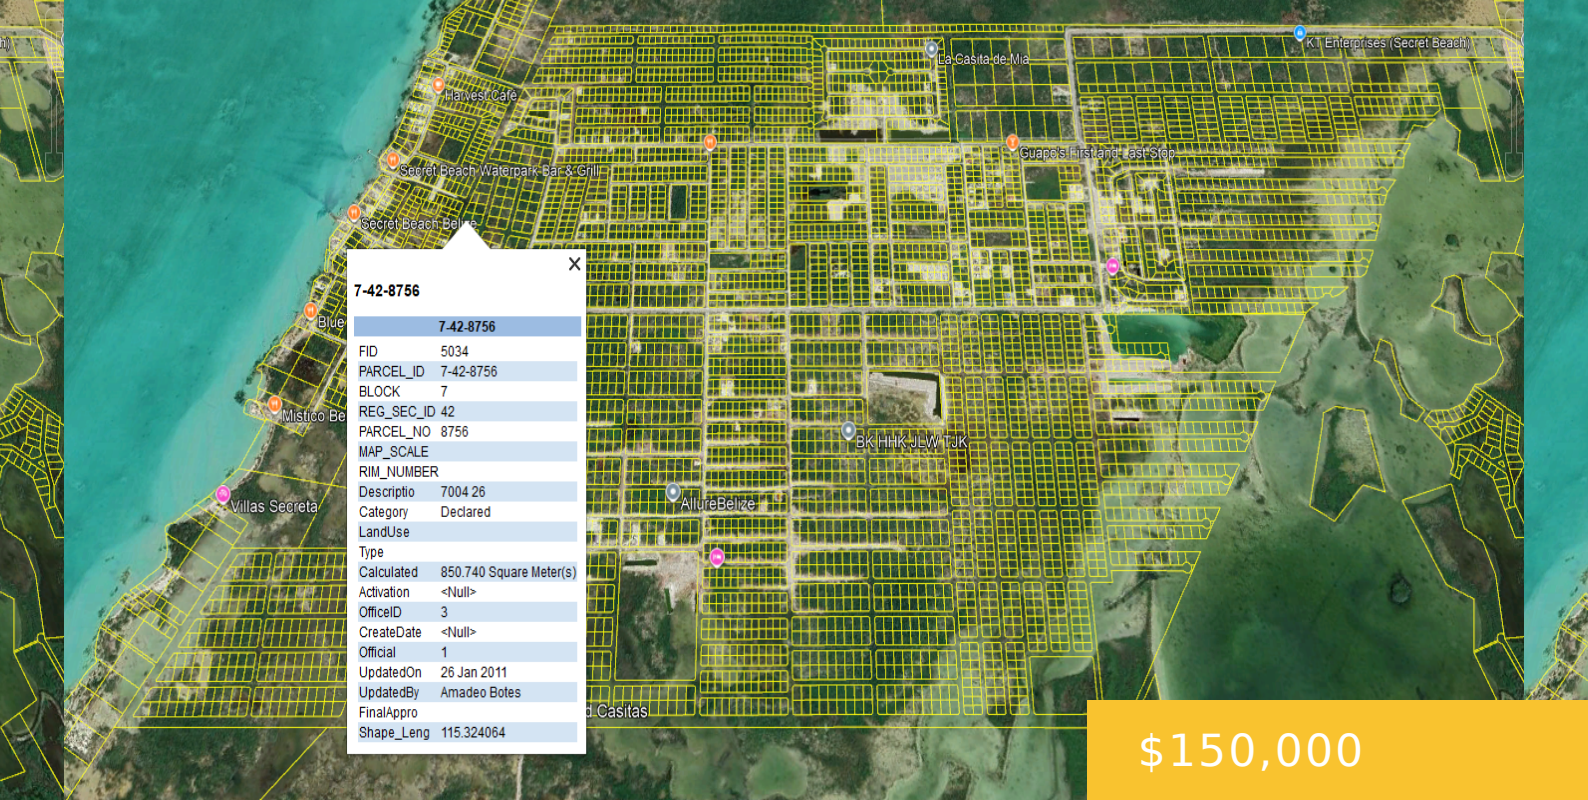 h)
La Casita de Mia
KT Enterprises (Secret Beach)
Harvest Cafe
Guapo's First and Last Stop
Secret Beach Waterpark Bar & Grill
Secret Beach Belize
7-42-8756
7-42-8756
FID 5034
PARCEL_ID 7-42-8756
BLOCK 7
REG_SEC_ID 42
PARCEL_NO 8756
MAP_SCALE
RIM_NUMBER
Descriptio 7004 26
Category Declared
LandUse
Type
Calculated 850.740 Square Meter(s)
Activation <Null>
OfficeID 3
CreateDate <Null>
Official 1
UpdatedOn 26 Jan 2011
UpdatedBy Amadeo Botes
FinalAppro
Shape_Leng 115.324064
Blue
Mistico Be
BK HHK JLW TJK
AllureBelize
Villas Secreta
d Casitas
$150,000